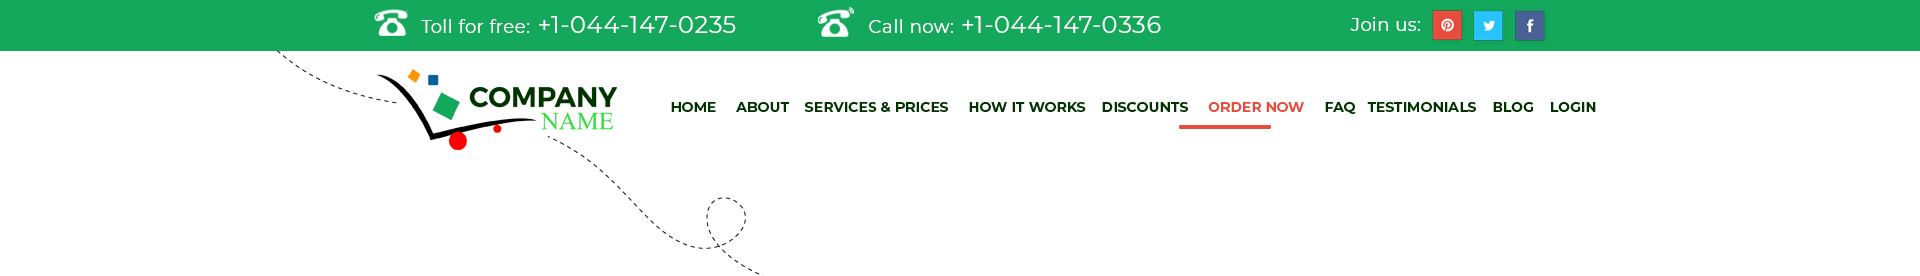 Toll for free: +1-044-147-0235 Call now: +1-044-147-0336 Join us:
COMPANY
NAME
HOME ABOUT SERVICES & PRICES HOW IT WORKS DISCOUNTS ORDER NOW FAQ TESTIMONIALS BLOG LOGIN